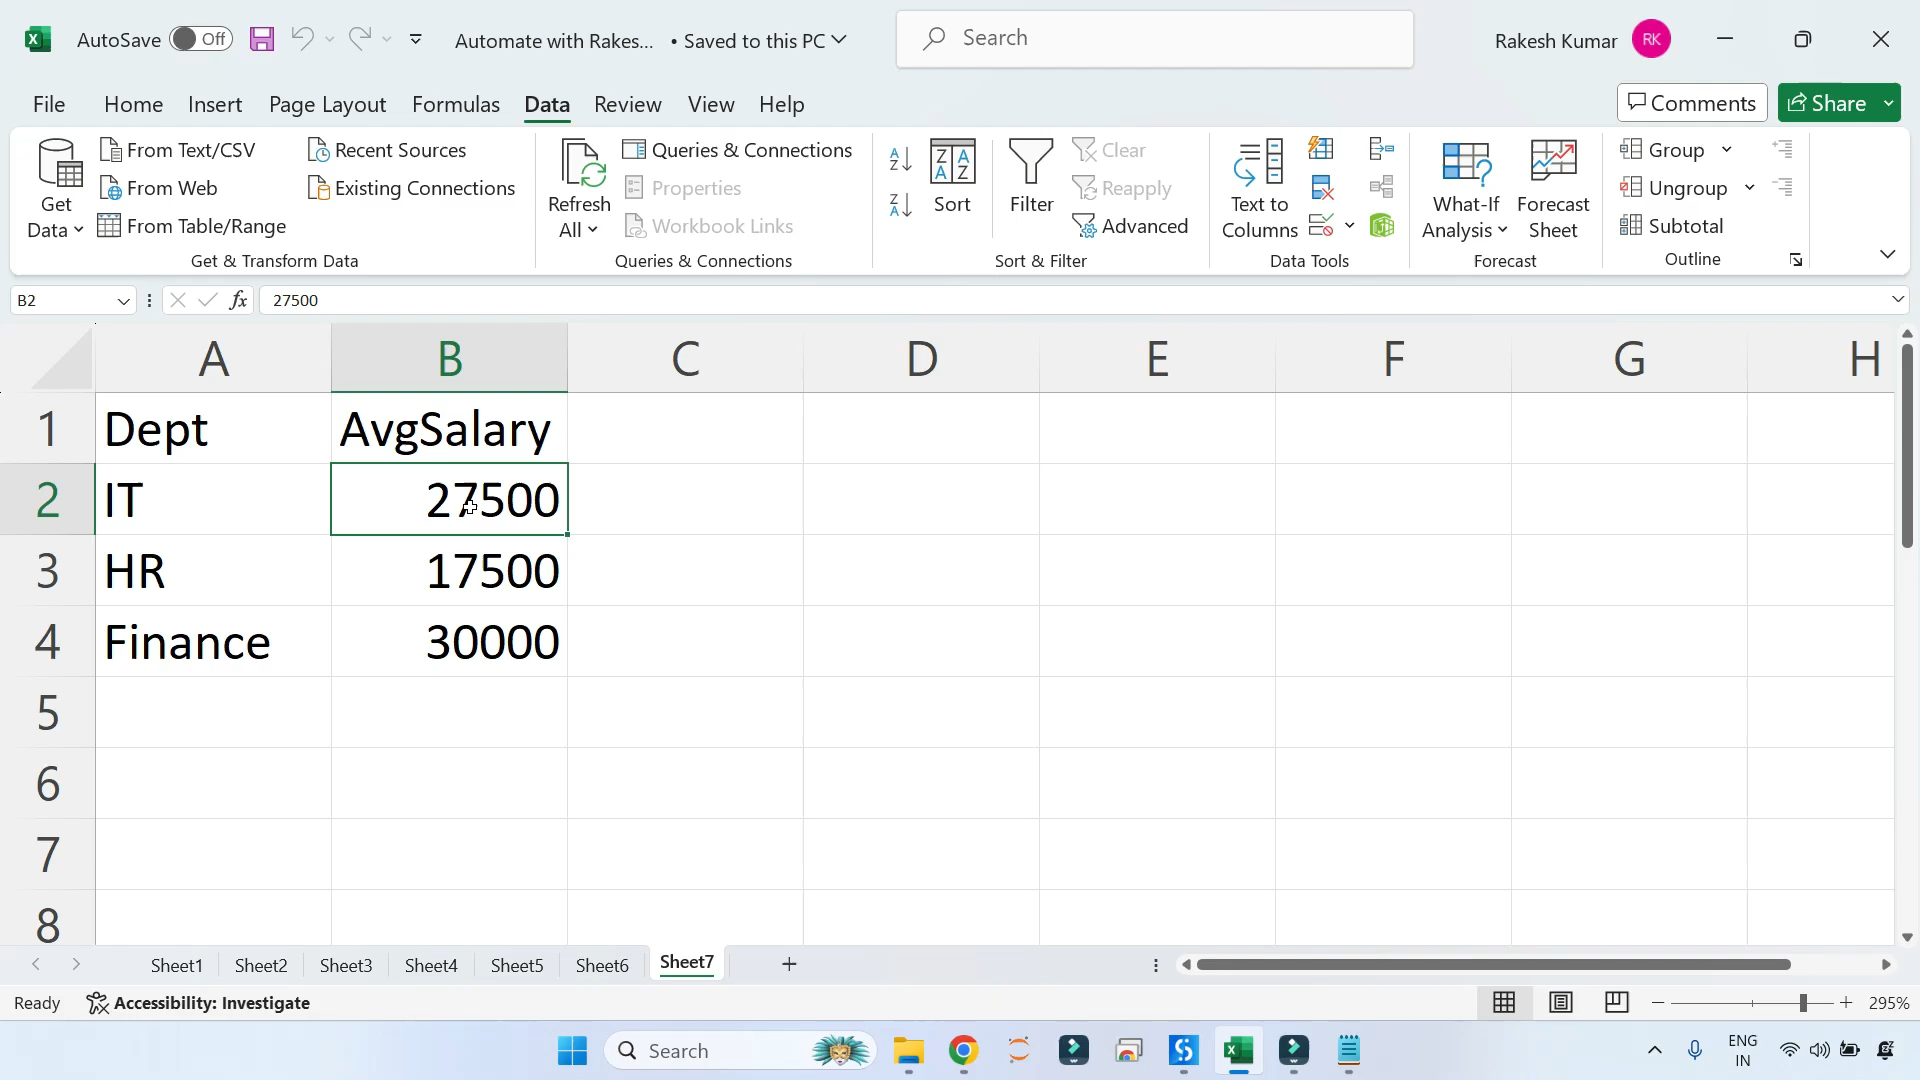 AutoSave Off Automate with Rakes... • Saved to this PC Search Rakesh Kumar RK
File Home Insert Page Layout Formulas Data Review View Help Comments Share
Get Data
From Text/CSV
From Web
From Table/Range
Recent Sources
Existing Connections
Get & Transform Data
Refresh All
Queries & Connections
Properties
Workbook Links
Queries & Connections
Sort
Filter
Clear
Reapply
Advanced
Sort & Filter
Text to Columns
Data Tools
What-If Analysis
Forecast Sheet
Forecast
Group
Ungroup
Subtotal
Outline
B2 fx 27500
A B C D E F G H
1 Dept AvgSalary
2 IT 27500
3 HR 17500
4 Finance 30000
5
6
7
8
Sheet1 Sheet2 Sheet3 Sheet4 Sheet5 Sheet6 Sheet7 +
Ready Accessibility: Investigate 295%
Search ENG
IN